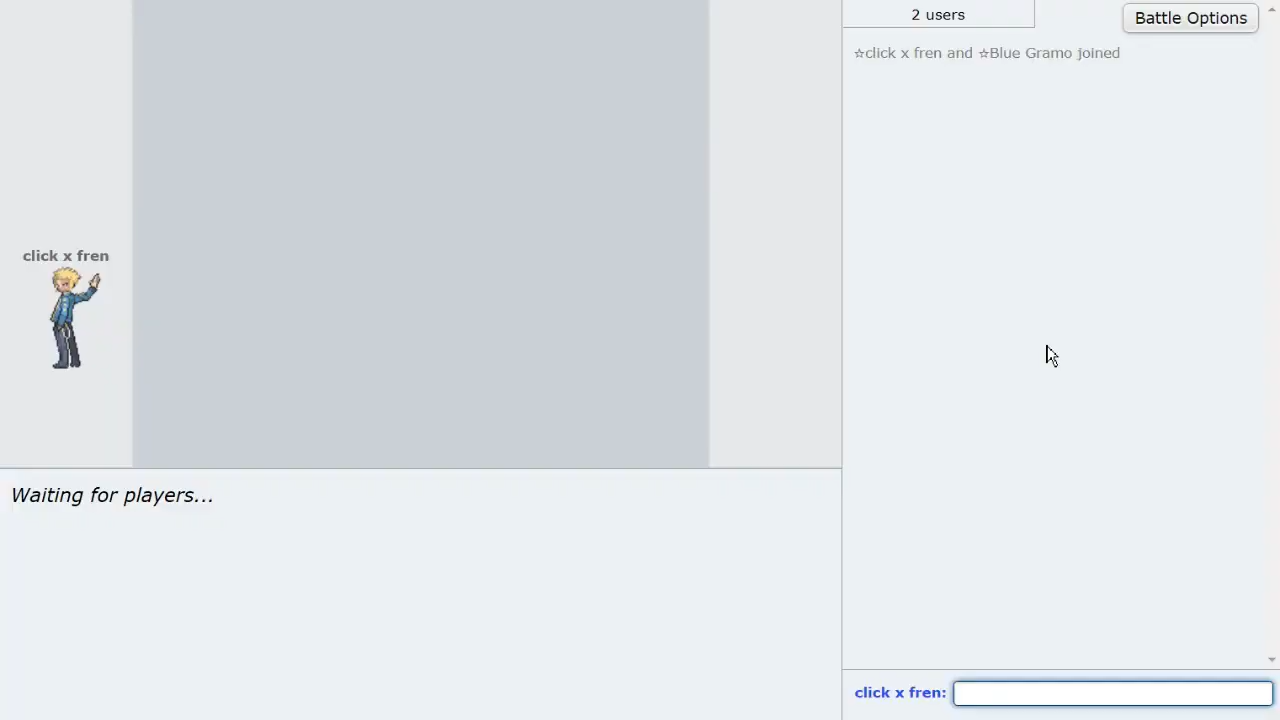 2 users
Battle Options
☆click x fren and ☆Blue Gramo joined
click x fren
Waiting for players...
click x fren: